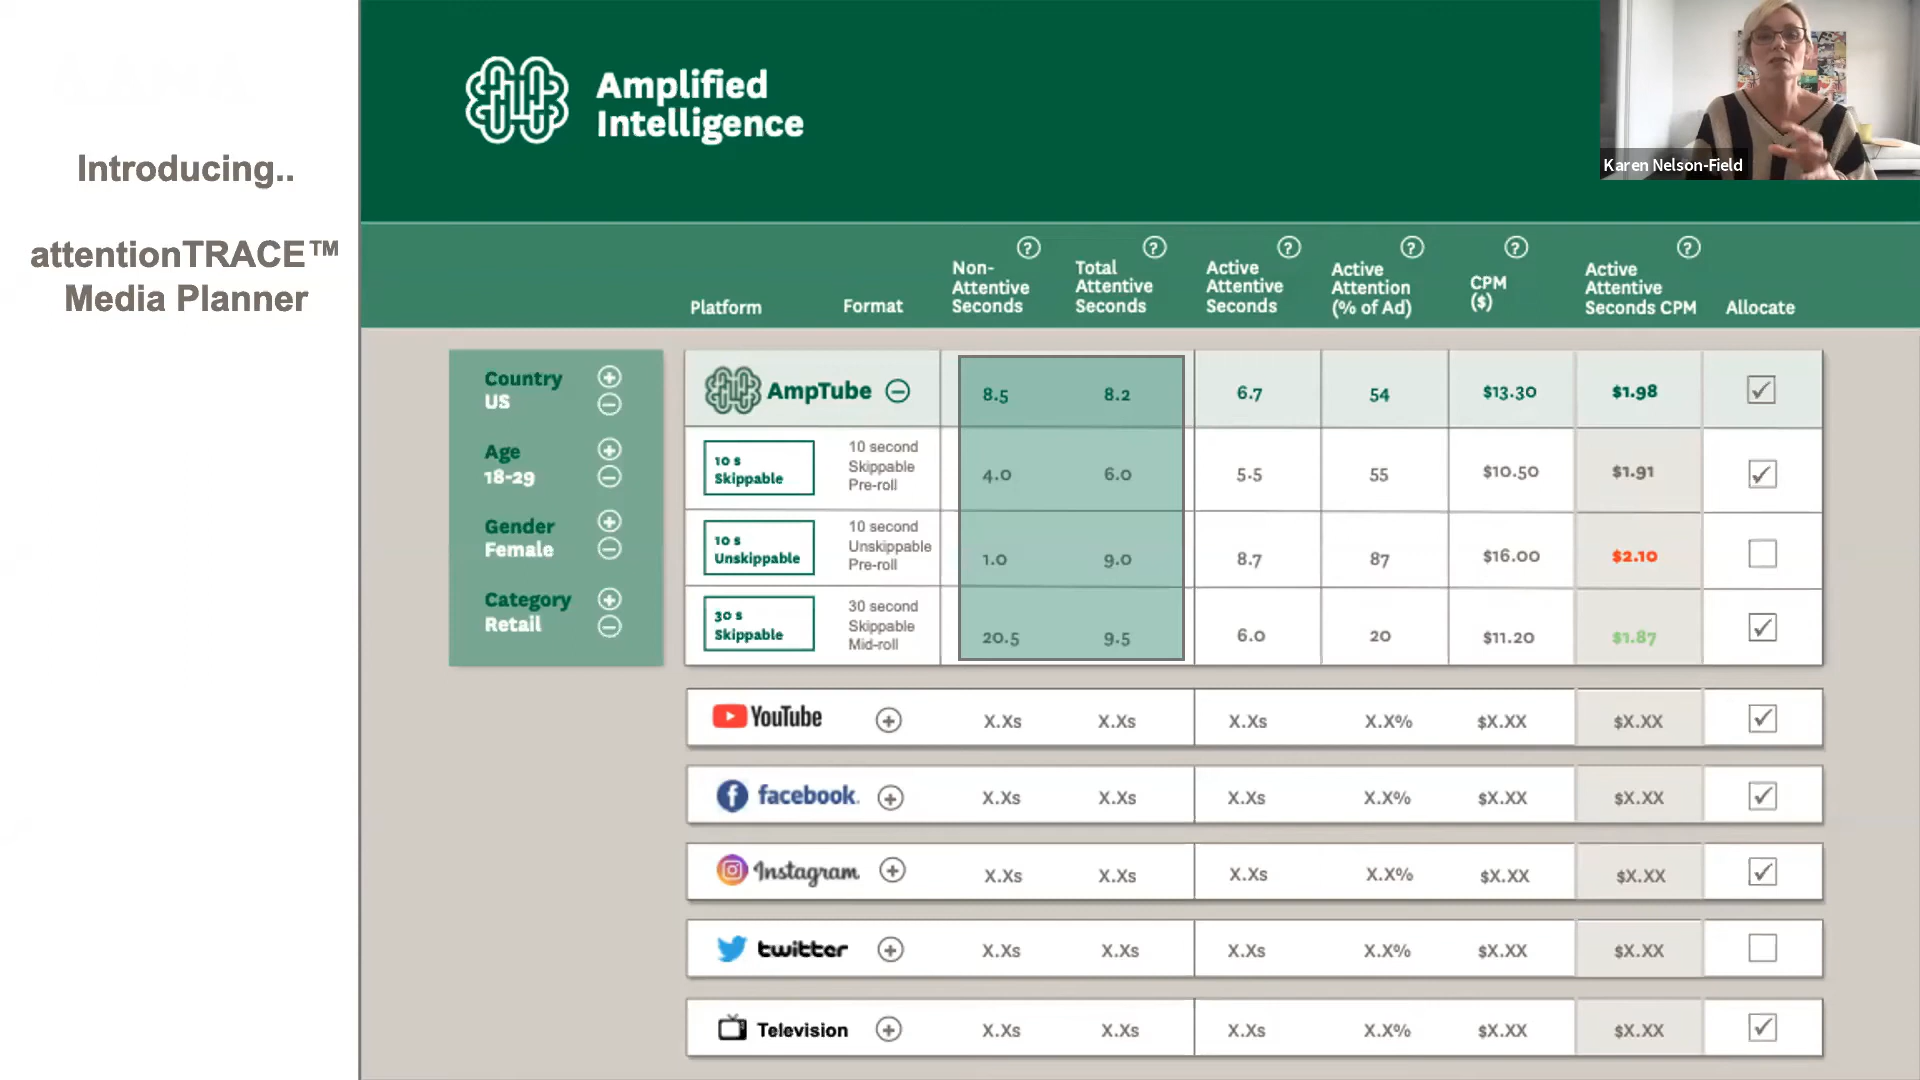 Introducing..
attentionTRACE™
Media Planner
Amplified
Intelligence
Karen Nelson-Field
Platform
Format
Non-
Attentive
Seconds
?
Total
Attentive
Seconds
?
Active
Attentive
Seconds
?
Active
Attention
(% of Ad)
?
CPM
($)
?
Active
Attentive
Seconds CPM
?
Allocate
Country
US
Age
18-29
Gender
Female
Category
Retail
AmpTube 8.5 8.2 6.7 54 $13.30 $1.98
10 s
Skippable
10 second
Skippable
Pre-roll
4.0 6.0 5.5 55 $10.50 $1.91
10 s
Unskippable
10 second
Unskippable
Pre-roll
1.0 9.0 8.7 87 $16.00 $2.10
30 s
Skippable
30 second
Skippable
Mid-roll
20.5 9.5 6.0 20 $11.20 $1.87
YouTube X.Xs X.Xs X.Xs X.X% $X.XX $X.XX
facebook. X.Xs X.Xs X.Xs X.X% $X.XX $X.XX
Instagram X.Xs X.Xs X.Xs X.X% $X.XX $X.XX
twitter X.Xs X.Xs X.Xs X.X% $X.XX $X.XX
Television X.Xs X.Xs X.Xs X.X% $X.XX $X.XX